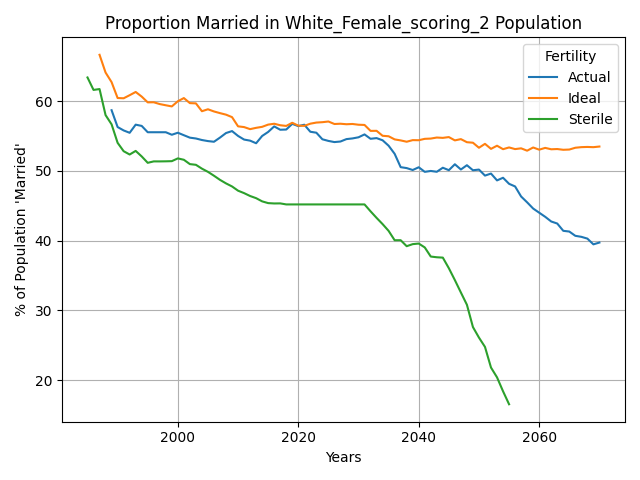 Proportion Married in White_Female_scoring_2 Population
Fertility
Actual
Ideal
Sterile
% of Population 'Married'
60
50
40
30
20
2000
2020
2040
2060
Years